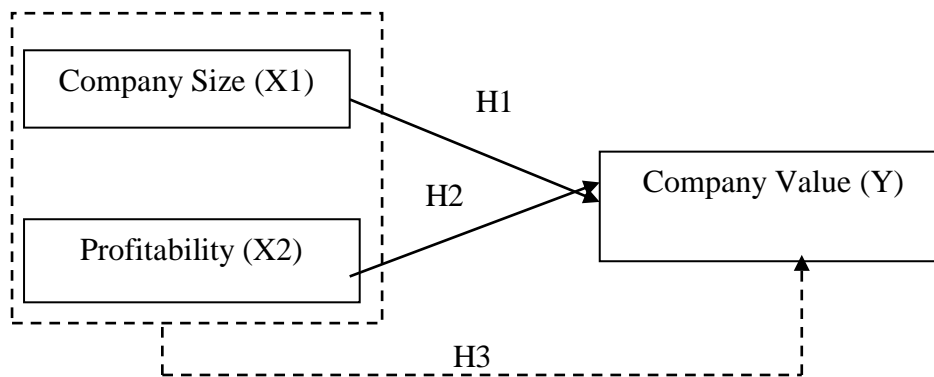 Company Size (X1)
H1
Company Value (Y)
H2
Profitability (X2)
H3